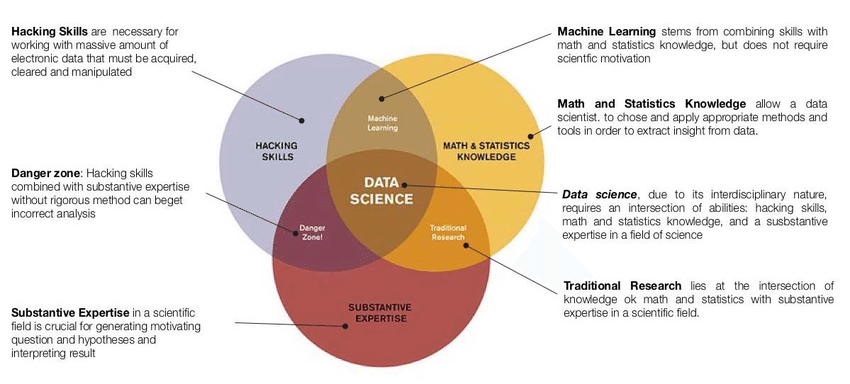 Hacking Skills are necessary for
working with massive amount of
electronic data that must be acquired,
cleared and manipulated
Danger zone: Hacking skills
combined with substantive expertise
without rigorous method can beget
incorrect analysis
Substantive Expertise in a scientific
field is crucial for generating motivating
question and hypotheses and
interpreting result
HACKING
SKILLS
Machine
Learning
MATH & STATISTICS
KNOWLEDGE
DATA
SCIENCE
Danger
Zone!
Traditional
Research
SUBSTANTIVE
EXPERTISE
Machine Learning stems from combining skills with
math and statistics knowledge, but does not require
scientfic motivation
Math and Statistics Knowledge allow a data
scientist. to chose and apply appropriate methods and
tools in order to extract insight from data.
Data science, due to its interdisciplinary nature,
requires an intersection of abilities: hacking skills,
math and statistics knowledge, and a susbstantive
expertise in a field of science
Traditional Research lies at the intersection of
knowledge ok math and statistics with substantive
expertise in a scientific field.